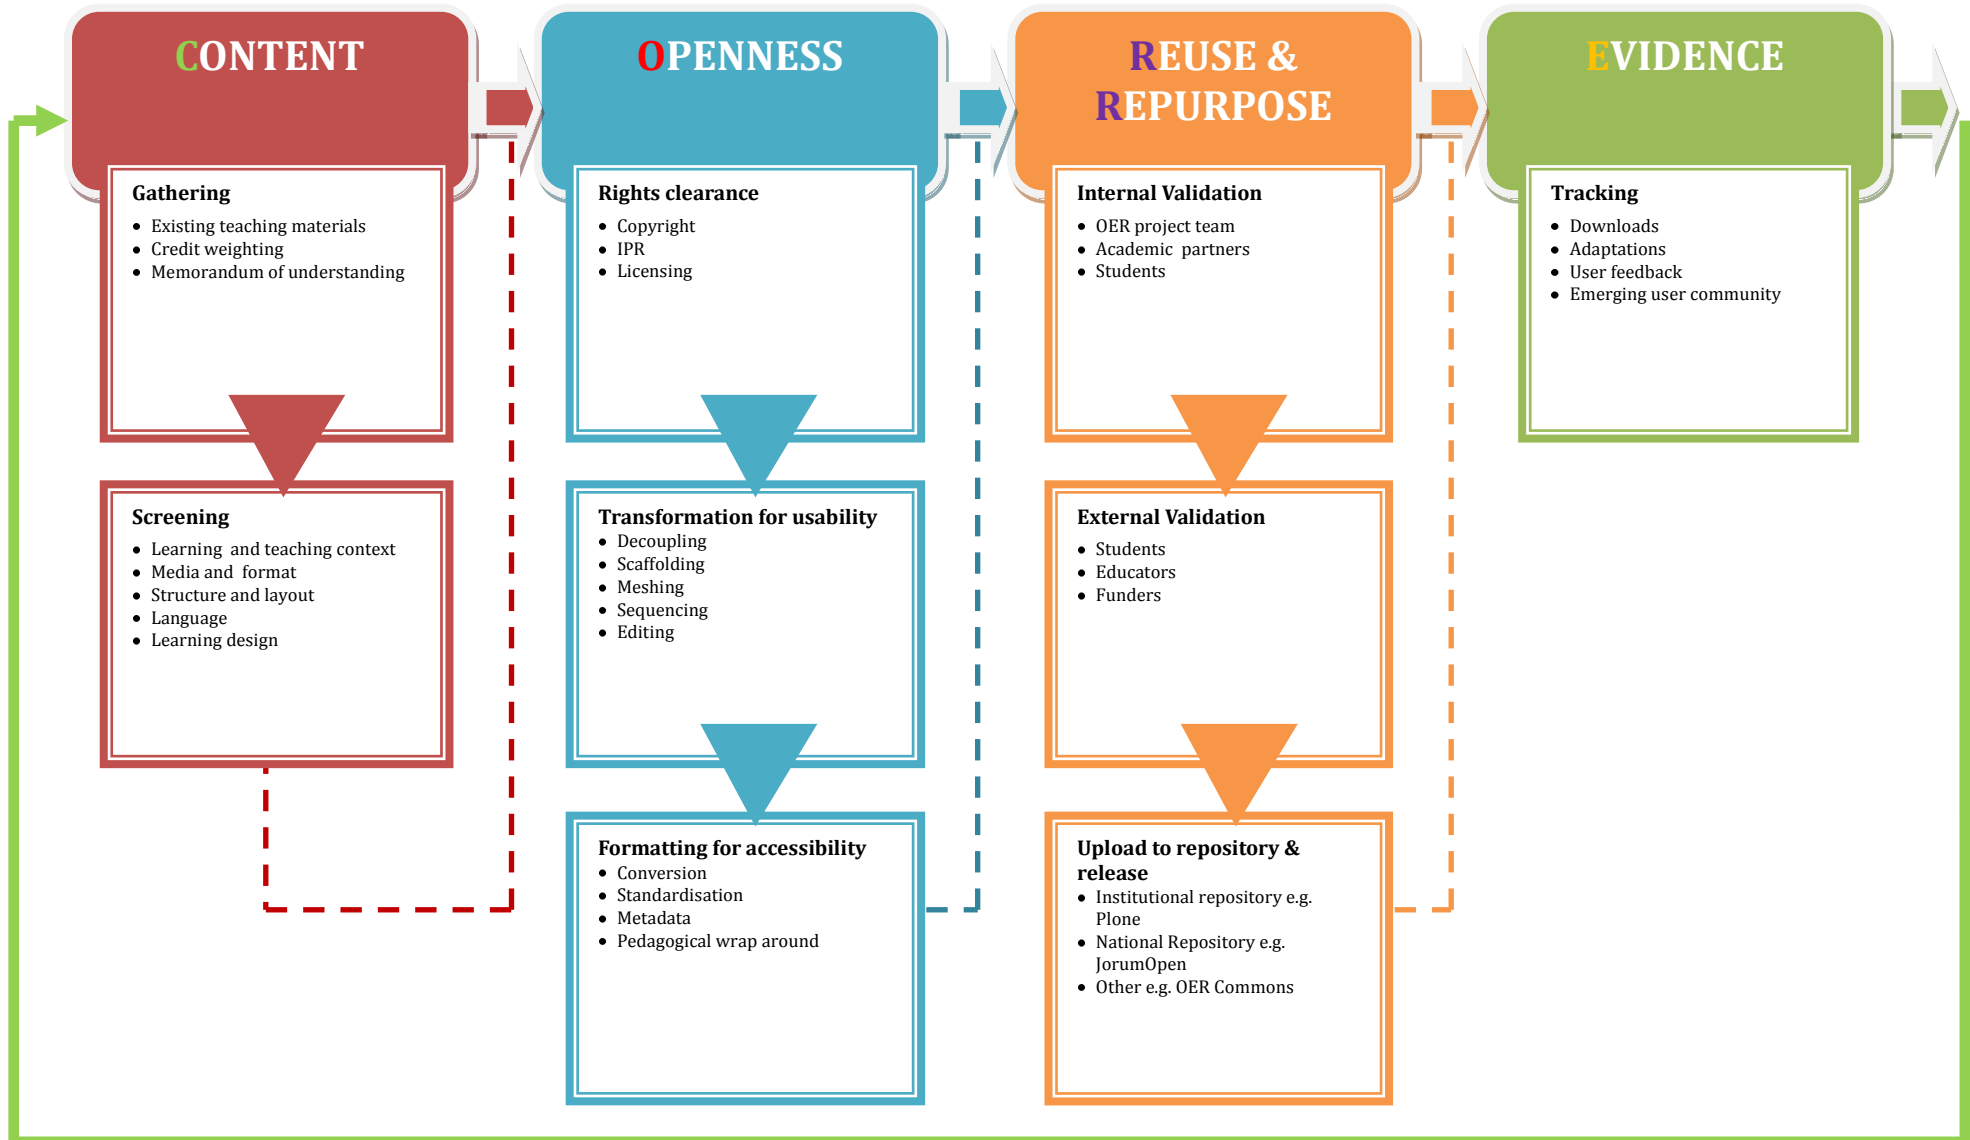 CONTENT
Gathering
• Existing teaching materials
• Credit weighting
• Memorandum of understanding
Screening
• Learning and teaching context
• Media and format
• Structure and layout
• Language
• Learning design
OPENNESS
Rights clearance
• Copyright
• IPR
• Licensing
Transformation for usability
• Decoupling
• Scaffolding
• Meshing
• Sequencing
• Editing
Formatting for accessibility
• Conversion
• Standardisation
• Metadata
• Pedagogical wrap around
REUSE &
REPURPOSE
Internal Validation
• OER project team
• Academic partners
• Students
External Validation
• Students
• Educators
• Funders
Upload to repository &
release
• Institutional repository e.g.
Plone
• National Repository e.g.
JorumOpen
• Other e.g. OER Commons
EVIDENCE
Tracking
• Downloads
• Adaptations
• User feedback
• Emerging user community